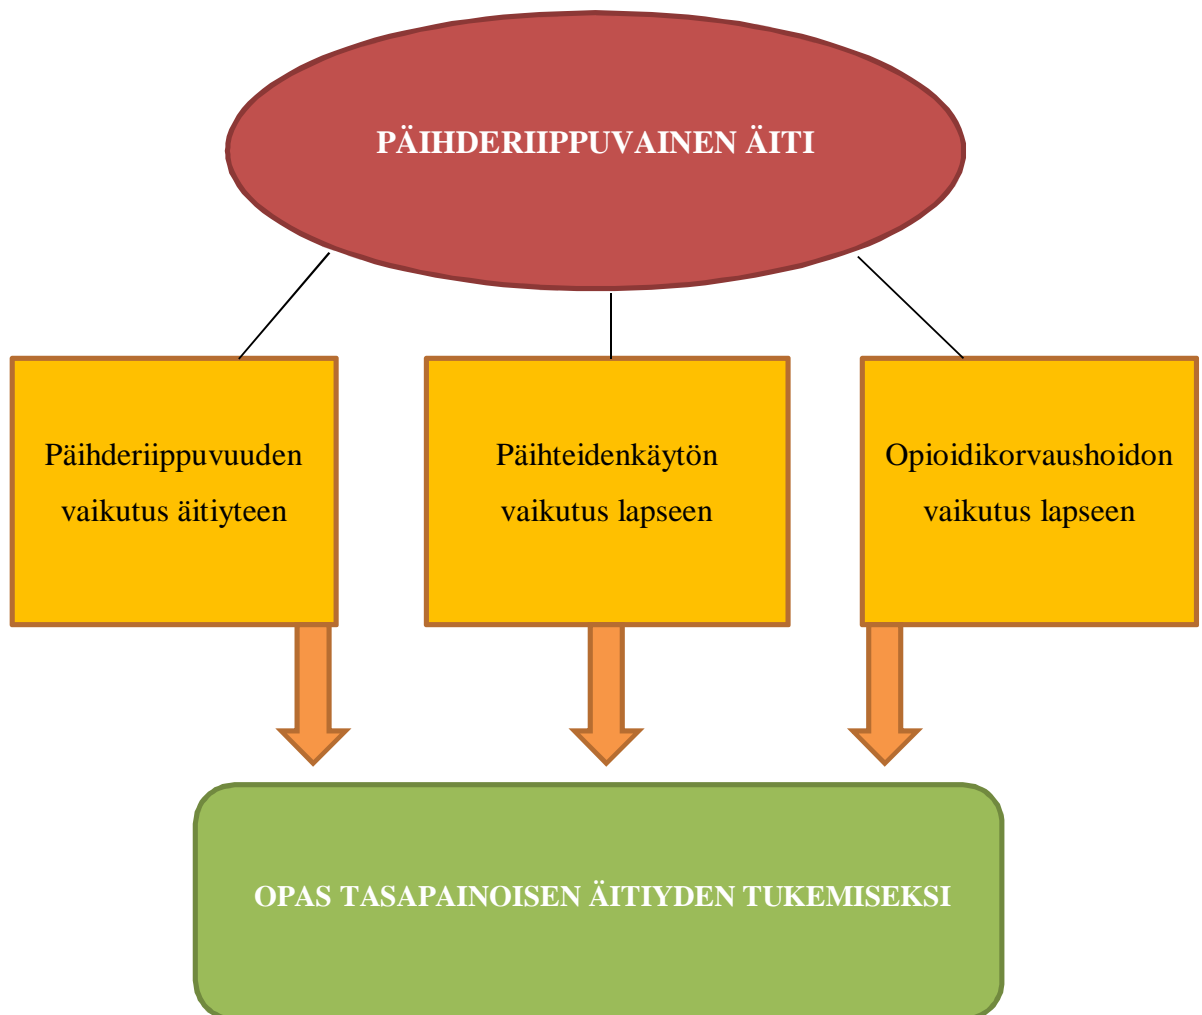 PÄIHDERIIPPUVAINEN ÄITI
Päihderiippuvuuden
vaikutus äitiyteen
Päihteidenkäytön
vaikutus lapseen
Opioidikorvaushoidon
vaikutus lapseen
OPAS TASAPAINOISEN ÄITIYDEN TUKEMISEKSI